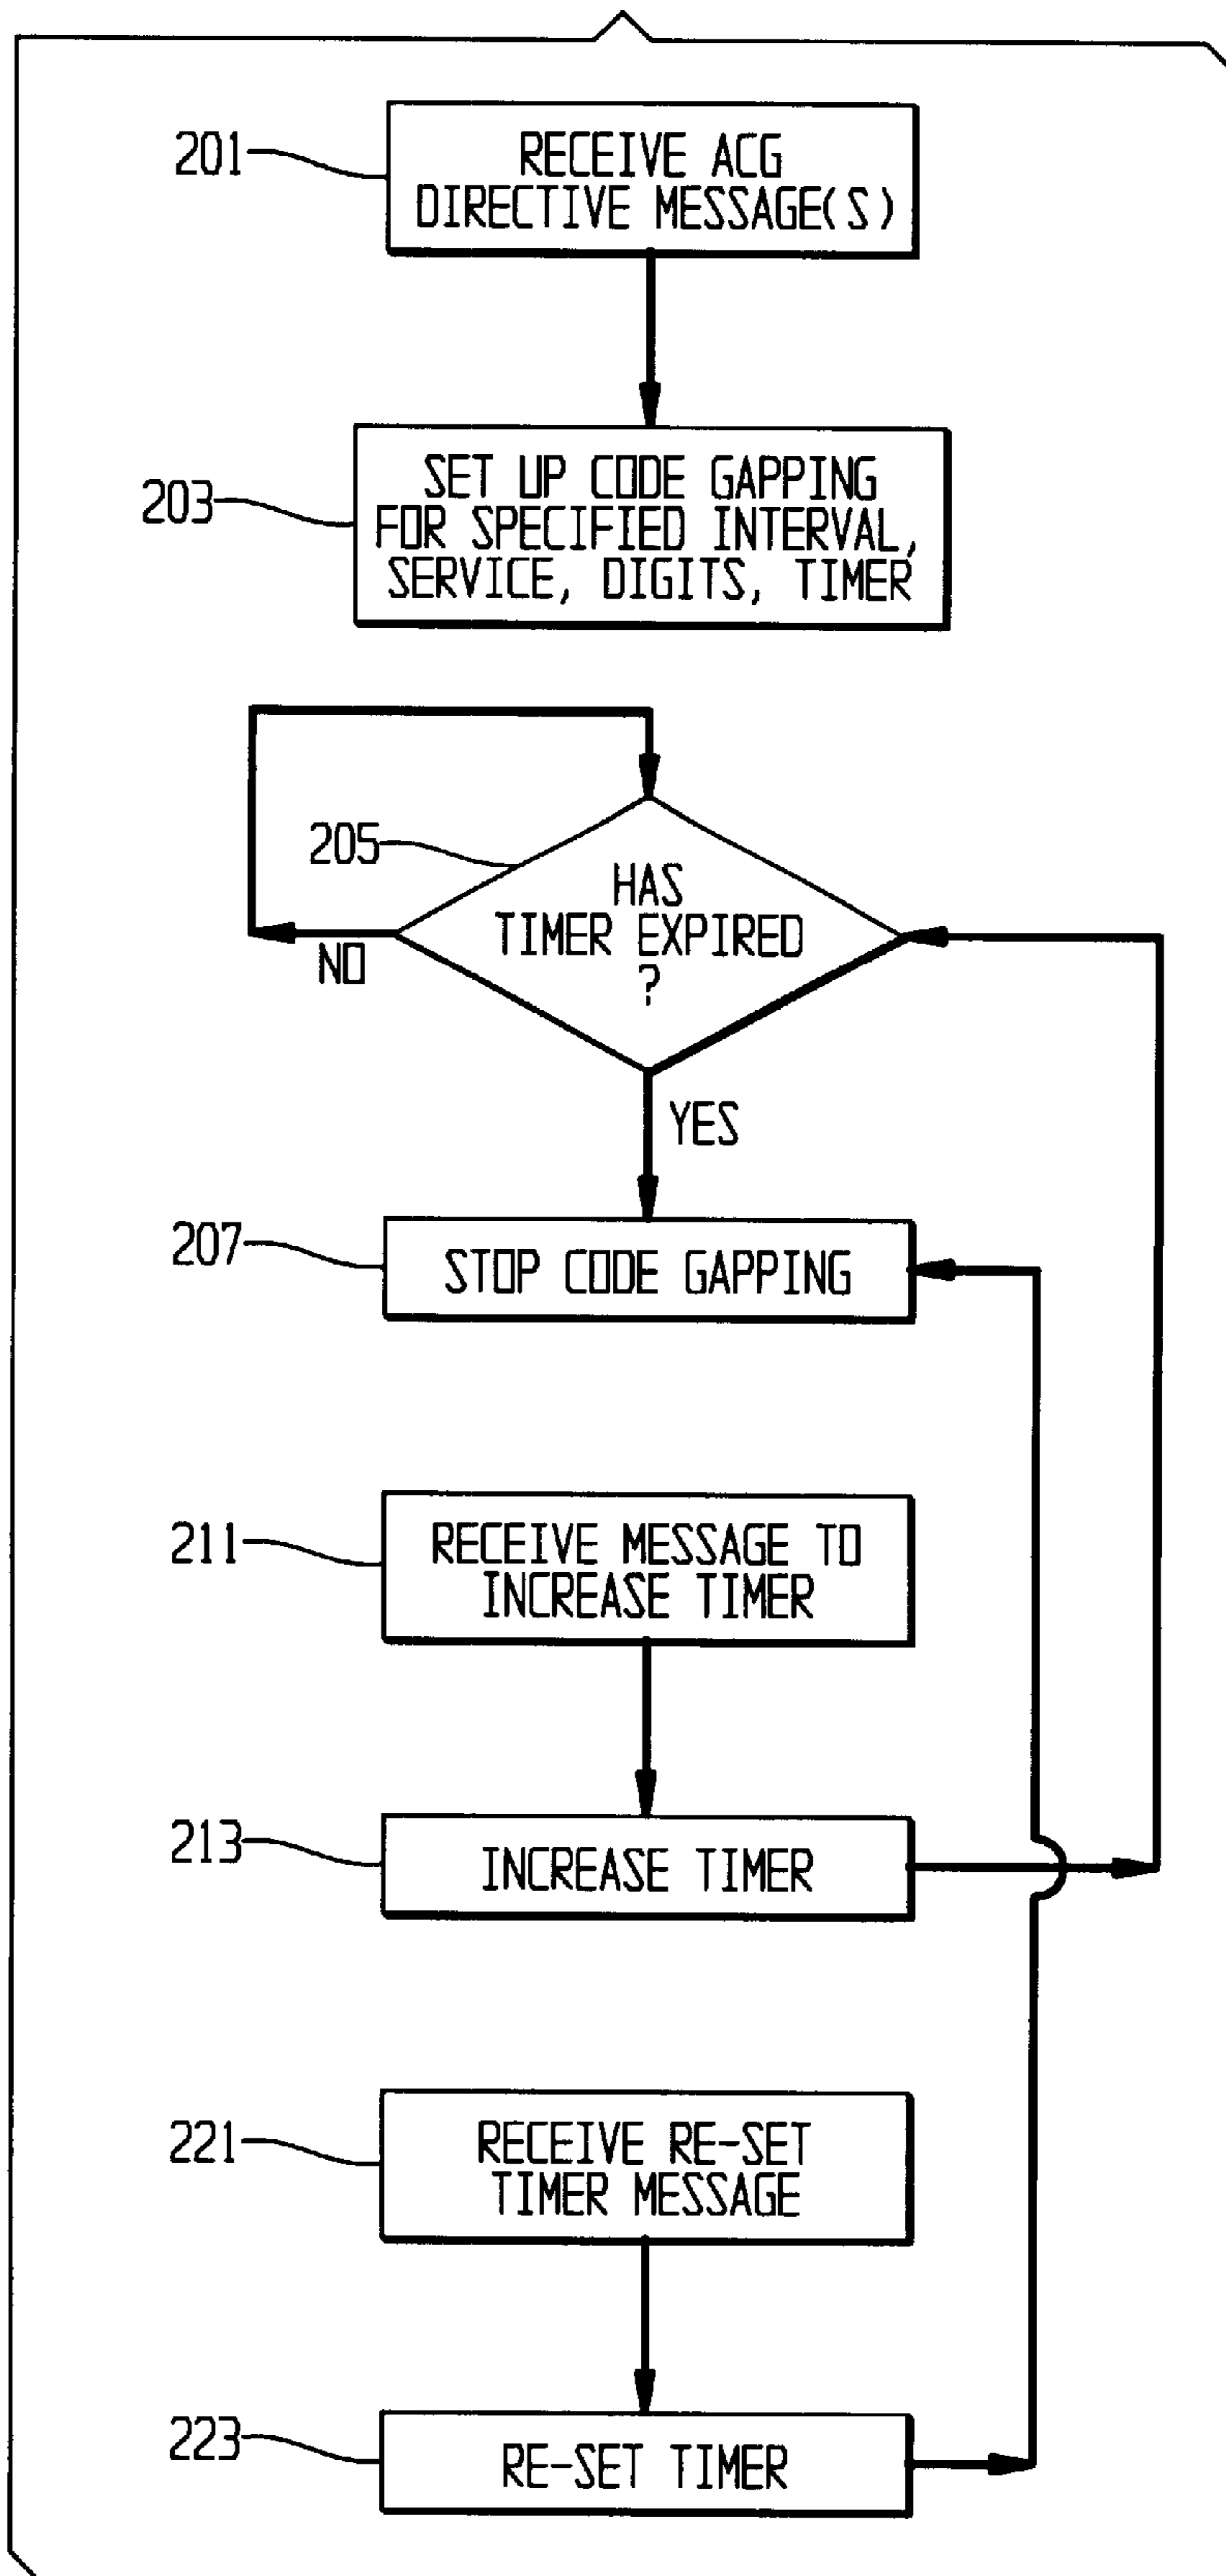 201
RECEIVE ACG
DIRECTIVE MESSAGE(S)
203
SET UP CODE GAPPING
FOR SPECIFIED INTERVAL,
SERVICE, DIGITS, TIMER
205
HAS
TIMER EXPIRED
?
NO
YES
207
STOP CODE GAPPING
211
RECEIVE MESSAGE TO
INCREASE TIMER
213
INCREASE TIMER
221
RECEIVE RE-SET
TIMER MESSAGE
223
RE-SET TIMER